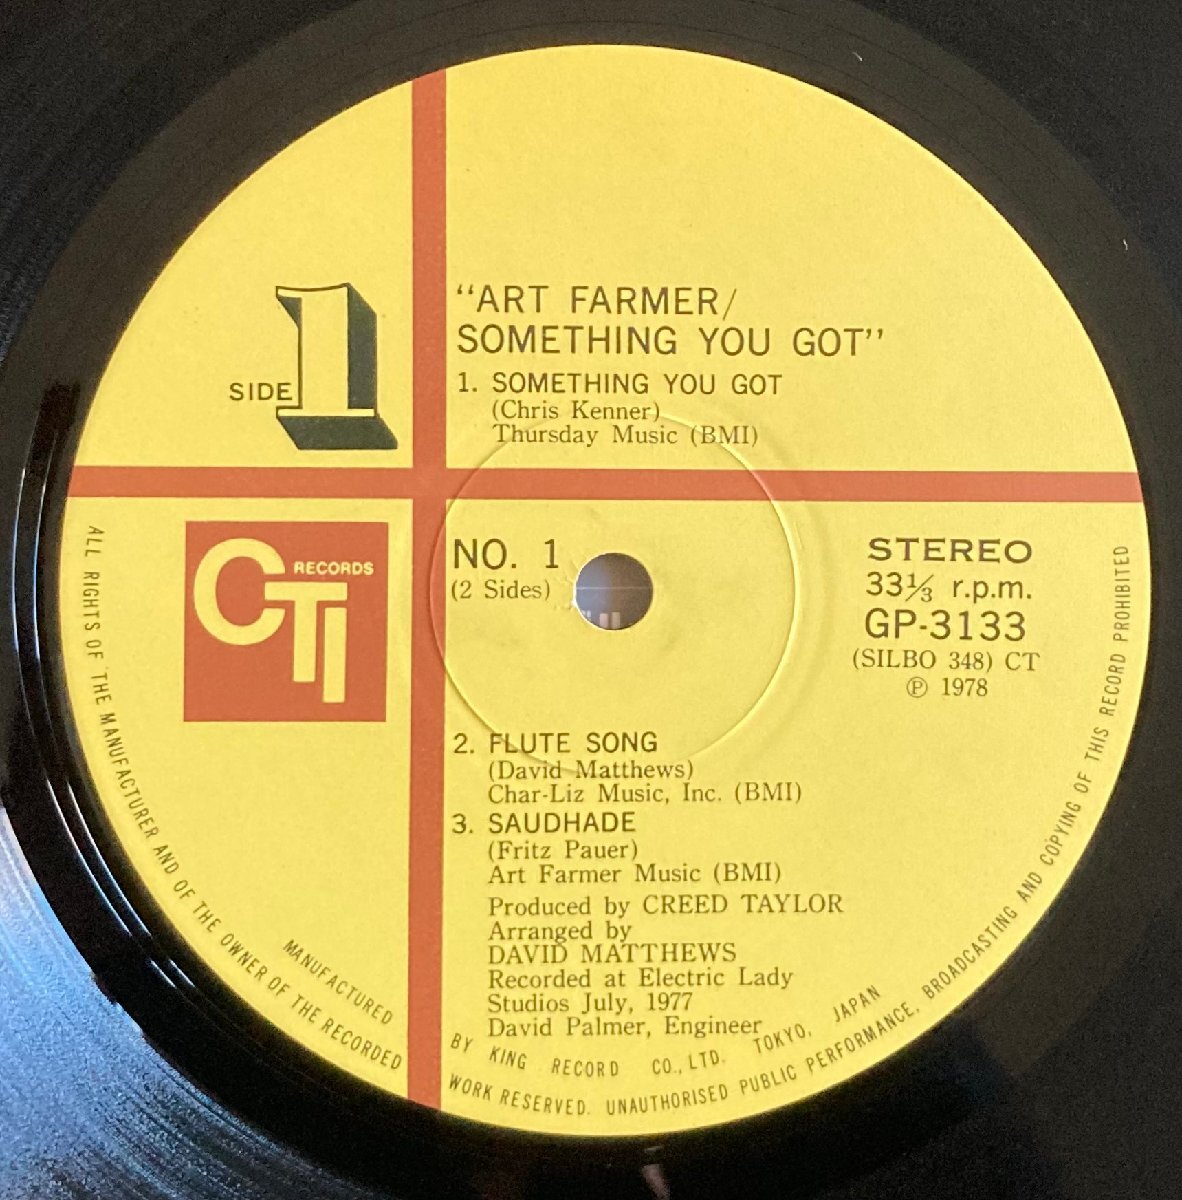 SIDE 1
"ART FARMER/
SOMETHING YOU GOT"
1. SOMETHING YOU GOT
(Chris Kenner)
Thursday Music (BMI)
CTI RECORDS
NO. 1
(2 Sides)
STEREO
33⅓ r.p.m.
GP-3133
(SILBO 348) CT
℗ 1978
2. FLUTE SONG
(David Matthews)
Char-Liz Music, Inc. (BMI)
3. SAUDHADE
(Fritz Pauer)
Art Farmer Music (BMI)
Produced by CREED TAYLOR
Arranged by
DAVID MATTHEWS
Recorded at Electric Lady
Studios July, 1977
David Palmer, Engineer
MANUFACTURED BY KING RECORD CO., LTD. TOKYO, JAPAN
ALL RIGHTS OF THE MANUFACTURER AND OF THE OWNER OF THE RECORDED WORK RESERVED. UNAUTHORISED PUBLIC PERFORMANCE, BROADCASTING AND COPYING OF THIS RECORD PROHIBITED